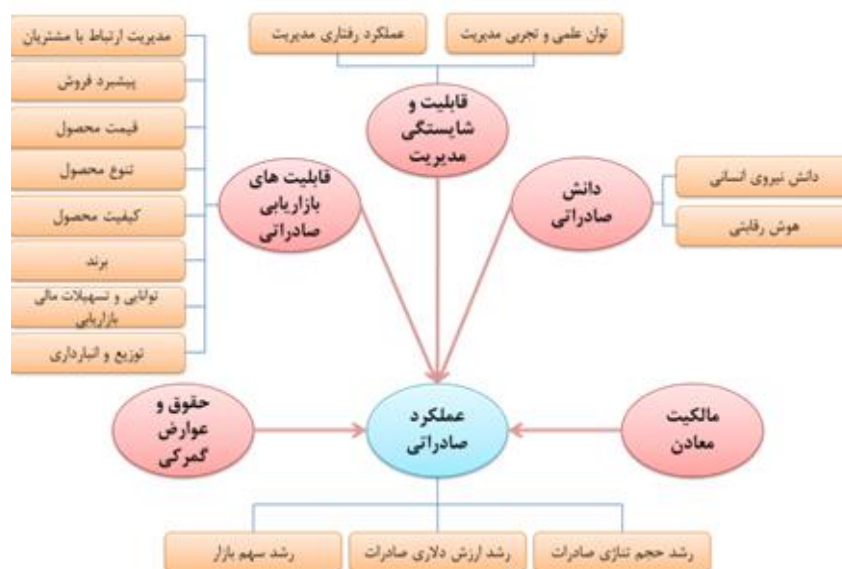 عملکرد رفتاری مدیریت
توان علمی و تجربی مدیریت
قابلیت و
شایستگی
مدیریت
مدیریت ارتباط با مشتریان
پیشبرد فروش
قیمت محصول
تنوع محصول
کیفیت محصول
برند
توانایی و تسهیلات مالی
بازاریابی
توزیع و انبارداری
قابلیت های
بازاریابی
صادراتی
دانش
صادراتی
دانش نیروی انسانی
هوش رقابتی
حقوق و
عوارض
گمرکی
عملکرد
صادراتی
مالکیت
معادن
رشد سهم بازار
رشد ارزش دلاری صادرات
رشد حجم تناژی صادرات